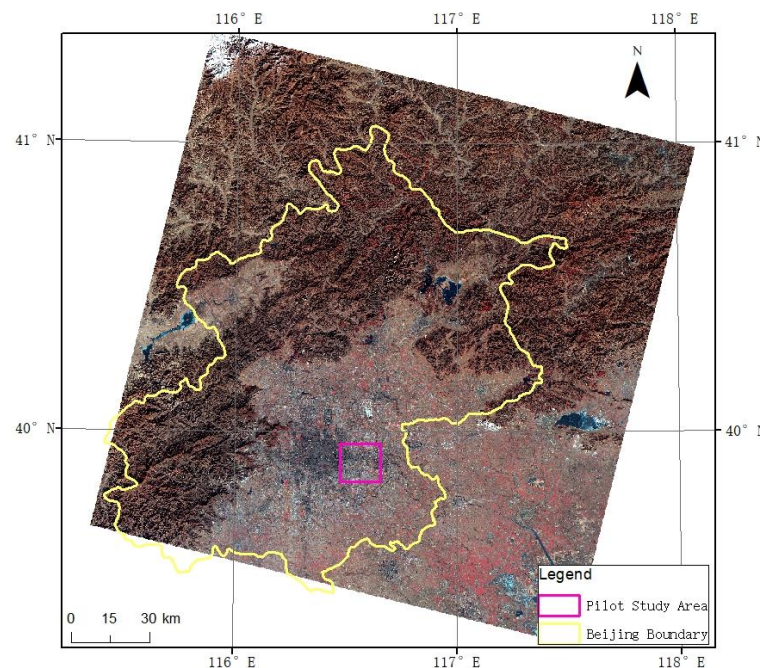 116° E 117° E 118° E
N
41° N 41° N
40° N 40° N
Legend
Pilot Study Area
Beijing Boundary
0 15 30 km
116° E 117° E 118° E